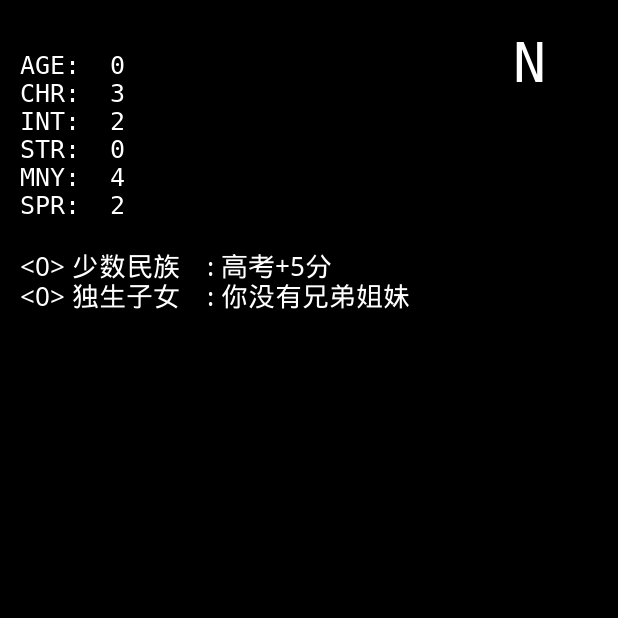 N
AGE: 0
CHR: 3
INT: 2
STR: 0
MNY: 4
SPR: 2
<O> 少数民族 : 高考+5分
<O> 独生子女 : 你没有兄弟姐妹